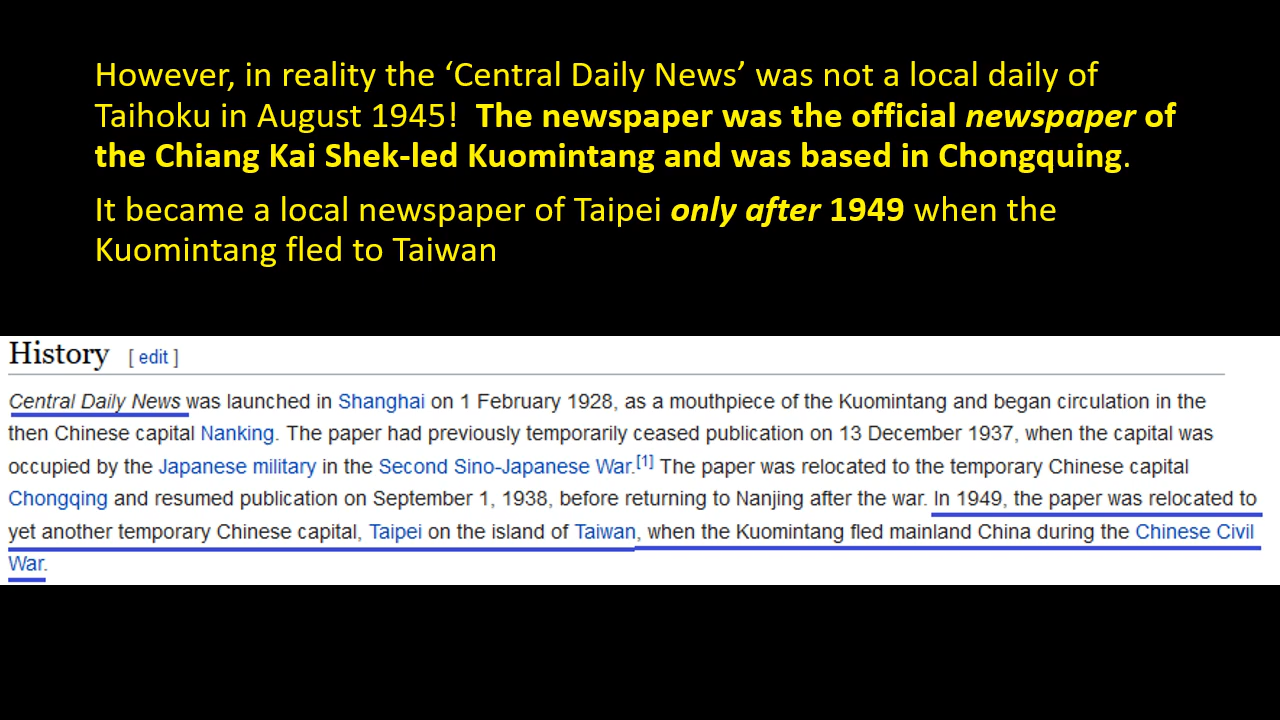 However, in reality the ‘Central Daily News’ was not a local daily of
Taihoku in August 1945!  The newspaper was the official newspaper of
the Chiang Kai Shek-led Kuomintang and was based in Chongquing.
It became a local newspaper of Taipei only after 1949 when the
Kuomintang fled to Taiwan
History [ edit ]
Central Daily News was launched in Shanghai on 1 February 1928, as a mouthpiece of the Kuomintang and began circulation in the
then Chinese capital Nanking. The paper had previously temporarily ceased publication on 13 December 1937, when the capital was
occupied by the Japanese military in the Second Sino-Japanese War.[1] The paper was relocated to the temporary Chinese capital
Chongqing and resumed publication on September 1, 1938, before returning to Nanjing after the war. In 1949, the paper was relocated to
yet another temporary Chinese capital, Taipei on the island of Taiwan, when the Kuomintang fled mainland China during the Chinese Civil
War.